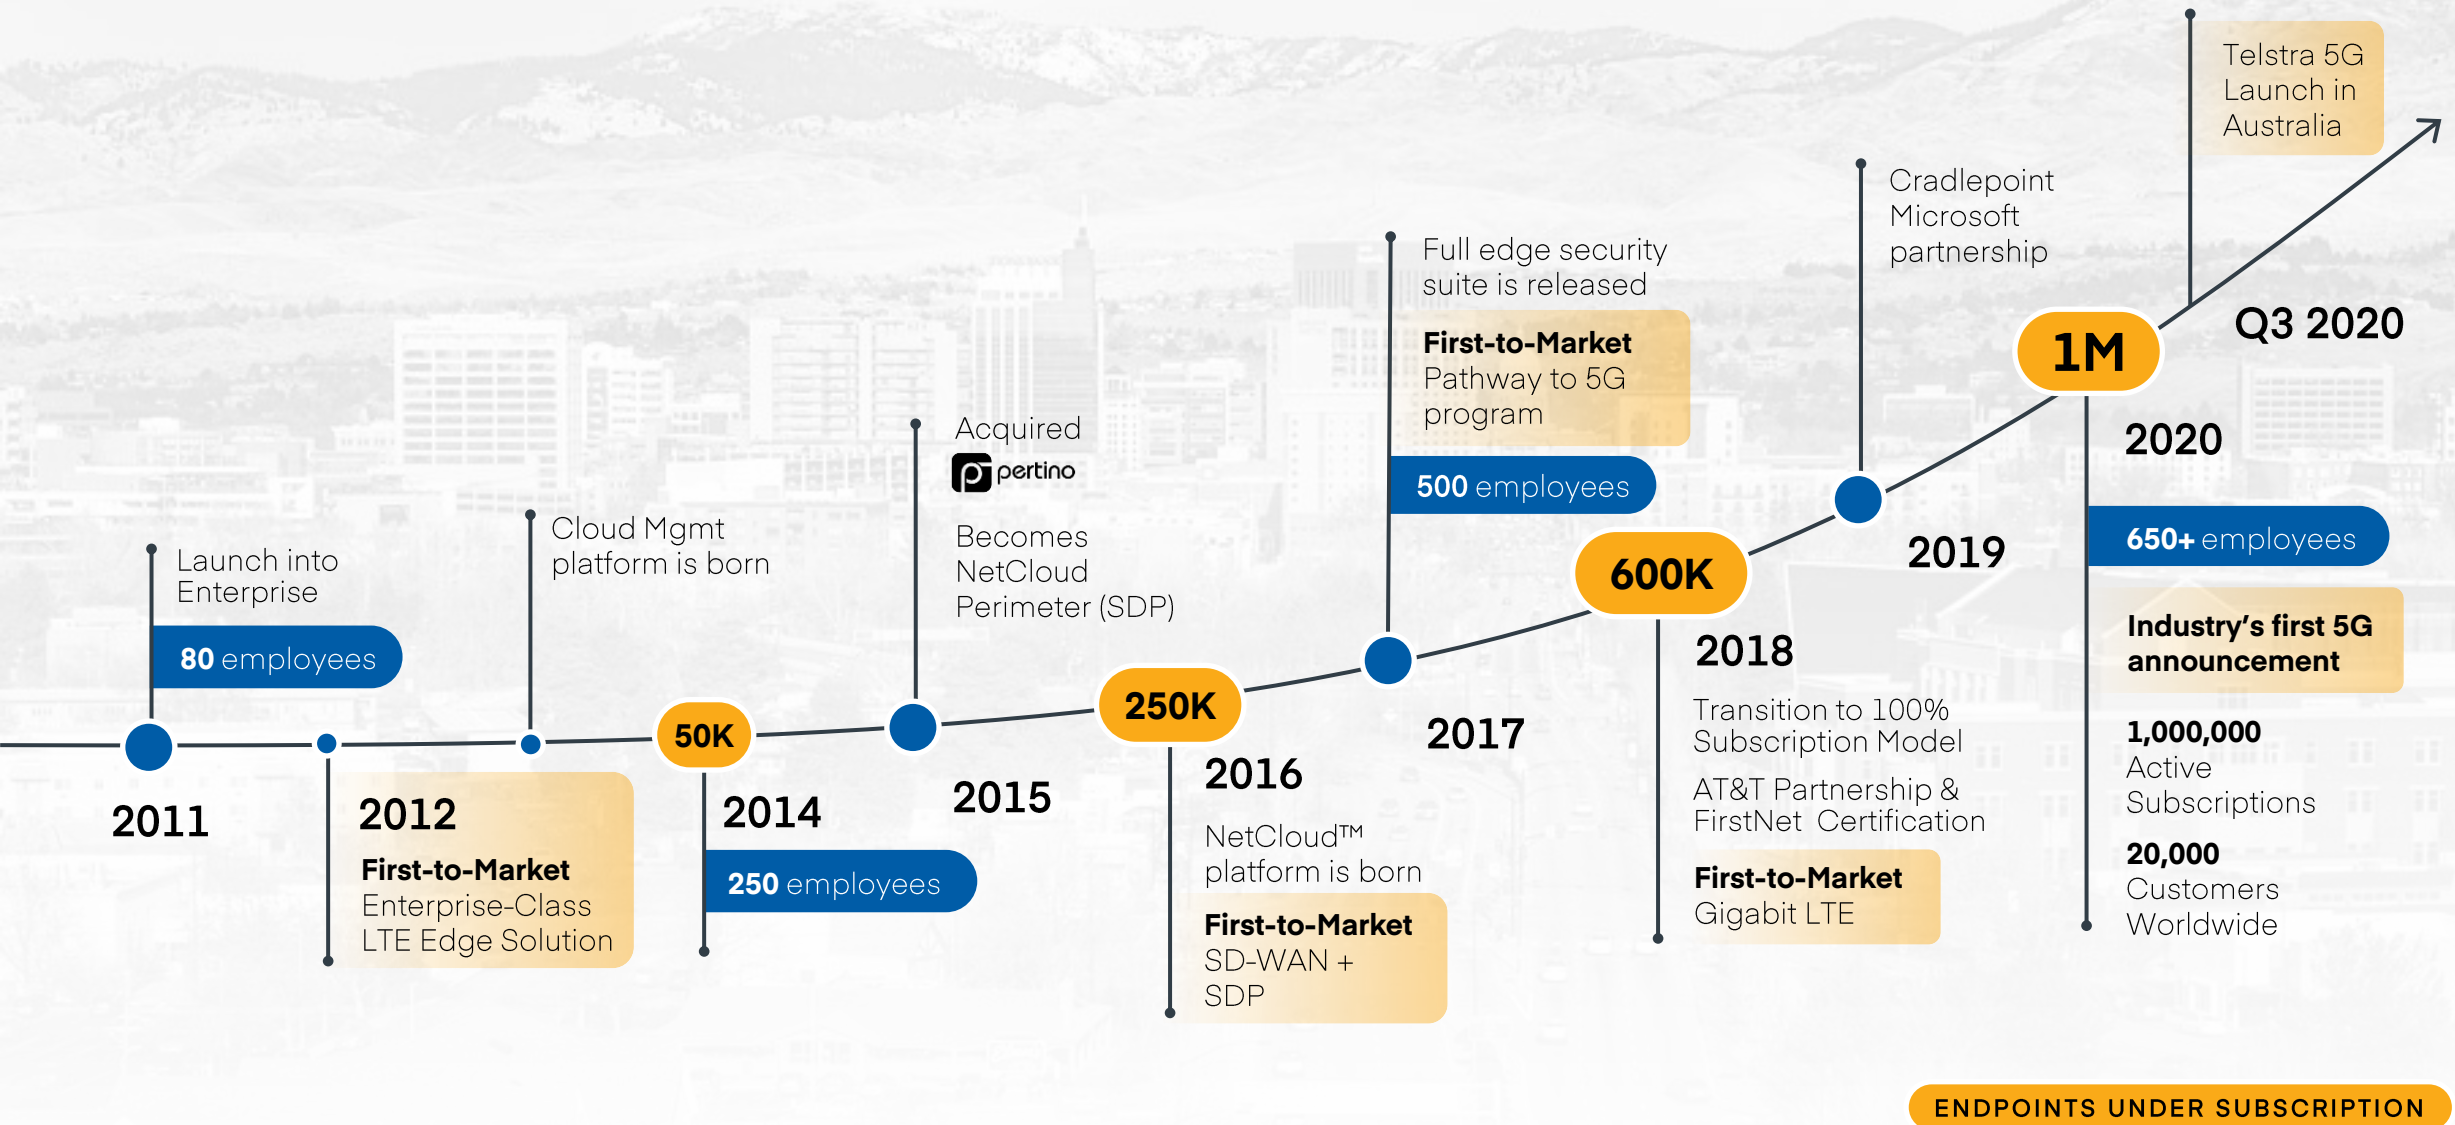 Launch into
Enterprise
80 employees
2011
2012
First-to-Market
Enterprise-Class
LTE Edge Solution
Cloud Mgmt
platform is born
50K
2014
250 employees
Acquired
pertino
Becomes
NetCloud
Perimeter (SDP)
2015
250K
2016
NetCloud™
platform is born
First-to-Market
SD-WAN +
SDP
Full edge security
suite is released
First-to-Market
Pathway to 5G
program
500 employees
2017
600K
2018
Transition to 100%
Subscription Model
AT&T Partnership &
FirstNet Certification
First-to-Market
Gigabit LTE
Cradlepoint
Microsoft
partnership
2019
1M
2020
650+ employees
Industry's first 5G
announcement
1,000,000
Active
Subscriptions
20,000
Customers
Worldwide
Telstra 5G
Launch in
Australia
Q3 2020
ENDPOINTS UNDER SUBSCRIPTION